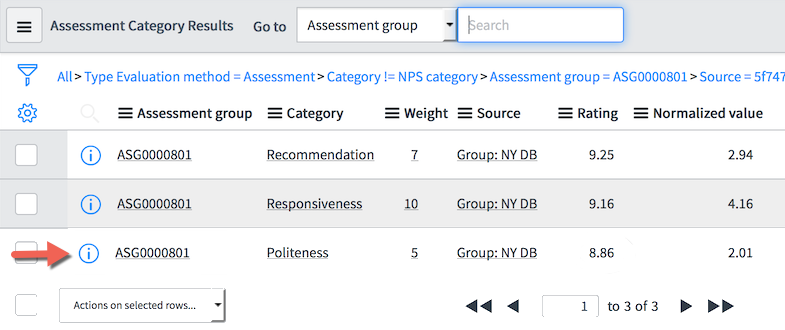 Assessment Category Results Go to Assessment group Search
All > Type Evaluation method = Assessment > Category != NPS category > Assessment group = ASG0000801 > Source = 5f747
Assessment group Category Weight Source Rating Normalized value
ASG0000801 Recommendation 7 Group: NY DB 9.25 2.94
ASG0000801 Responsiveness 10 Group: NY DB 9.16 4.16
ASG0000801 Politeness 5 Group: NY DB 8.86 2.01
Actions on selected rows... 1 to 3 of 3